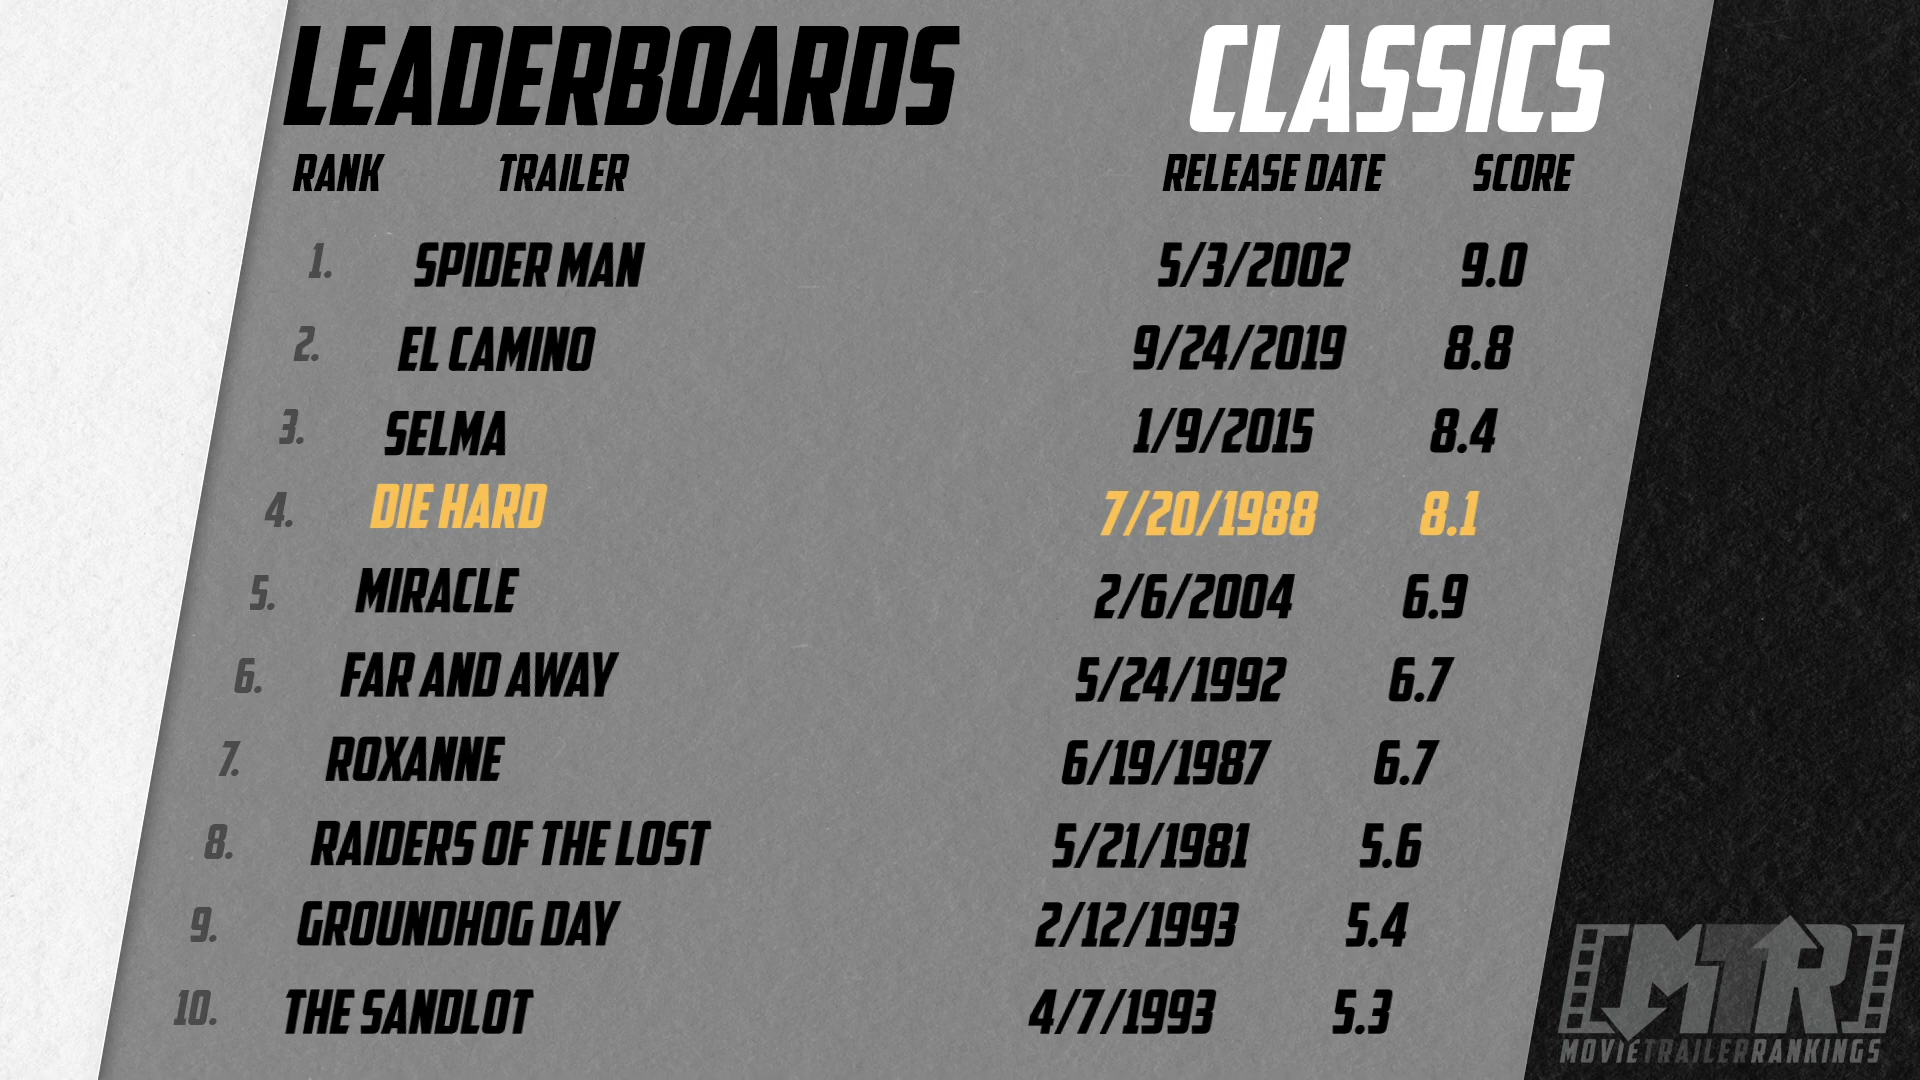 LEADERBOARDS CLASSICS
RANK TRAILER RELEASE DATE SCORE
1. SPIDER MAN 5/3/2002 9.0
2. EL CAMINO 9/24/2019 8.8
3. SELMA 1/9/2015 8.4
4. DIE HARD 7/20/1988 8.1
5. MIRACLE 2/6/2004 6.9
6. FAR AND AWAY 5/24/1992 6.7
7. ROXANNE 6/19/1987 6.7
8. RAIDERS OF THE LOST 5/21/1981 5.6
9. GROUNDHOG DAY 2/12/1993 5.4
10. THE SANDLOT 4/7/1993 5.3
MTR
MOVIETRAILERRANKINGS